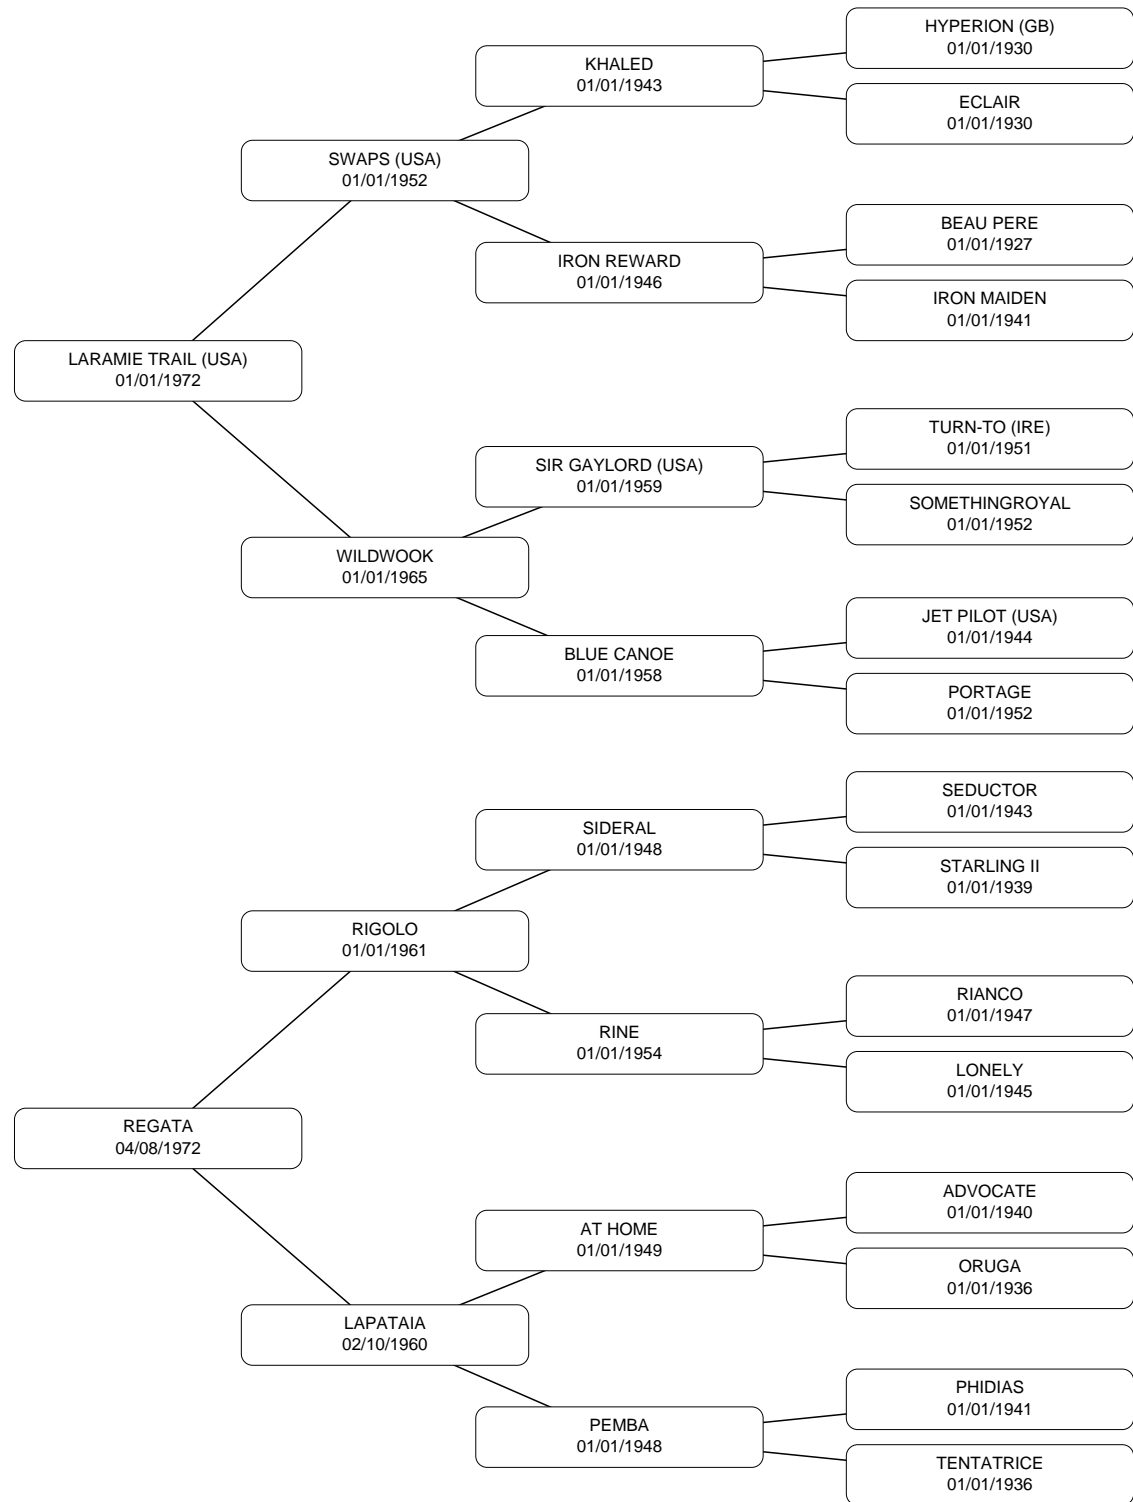 HYPERION (GB)
01/01/1930
KHALED
01/01/1943
ECLAIR
01/01/1930
SWAPS (USA)
01/01/1952
BEAU PERE
01/01/1927
IRON REWARD
01/01/1946
IRON MAIDEN
01/01/1941
LARAMIE TRAIL (USA)
01/01/1972
TURN-TO (IRE)
01/01/1951
SIR GAYLORD (USA)
01/01/1959
SOMETHINGROYAL
01/01/1952
WILDWOOK
01/01/1965
JET PILOT (USA)
01/01/1944
BLUE CANOE
01/01/1958
PORTAGE
01/01/1952
SEDUCTOR
01/01/1943
SIDERAL
01/01/1948
STARLING II
01/01/1939
RIGOLO
01/01/1961
RIANCO
01/01/1947
RINE
01/01/1954
LONELY
01/01/1945
REGATA
04/08/1972
ADVOCATE
01/01/1940
AT HOME
01/01/1949
ORUGA
01/01/1936
LAPATAIA
02/10/1960
PHIDIAS
01/01/1941
PEMBA
01/01/1948
TENTATRICE
01/01/1936